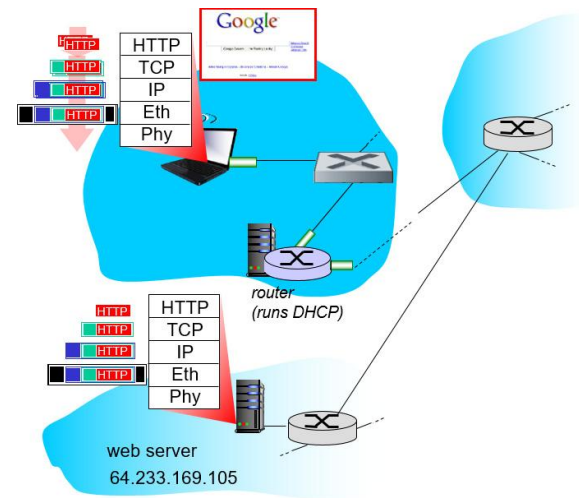 Google
HTTP
HTTP
HTTP
HTTP
HTTP
TCP
IP
Eth
Phy
router
(runs DHCP)
HTTP
HTTP
HTTP
HTTP
HTTP
TCP
IP
Eth
Phy
web server
64.233.169.105